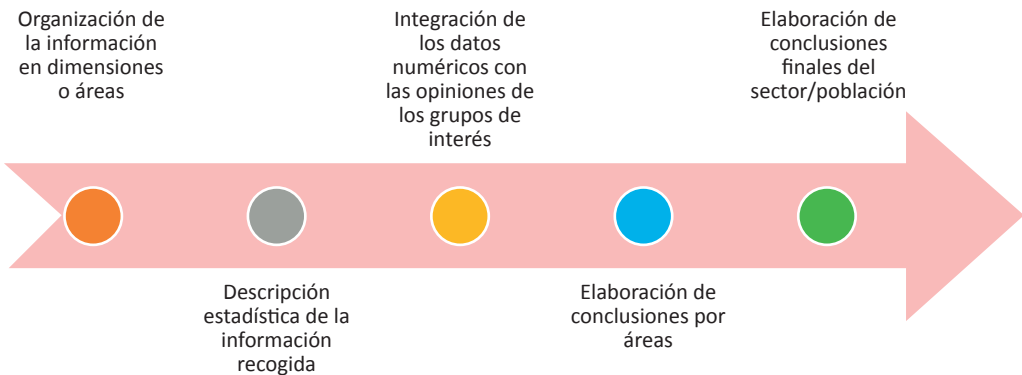 Organización de
la información
en dimensiones
o áreas
Descripción
estadística de la
información
recogida
Integración de
los datos
numéricos con
las opiniones de
los grupos de
interés
Elaboración de
conclusiones por
áreas
Elaboración de
conclusiones
finales del
sector/población